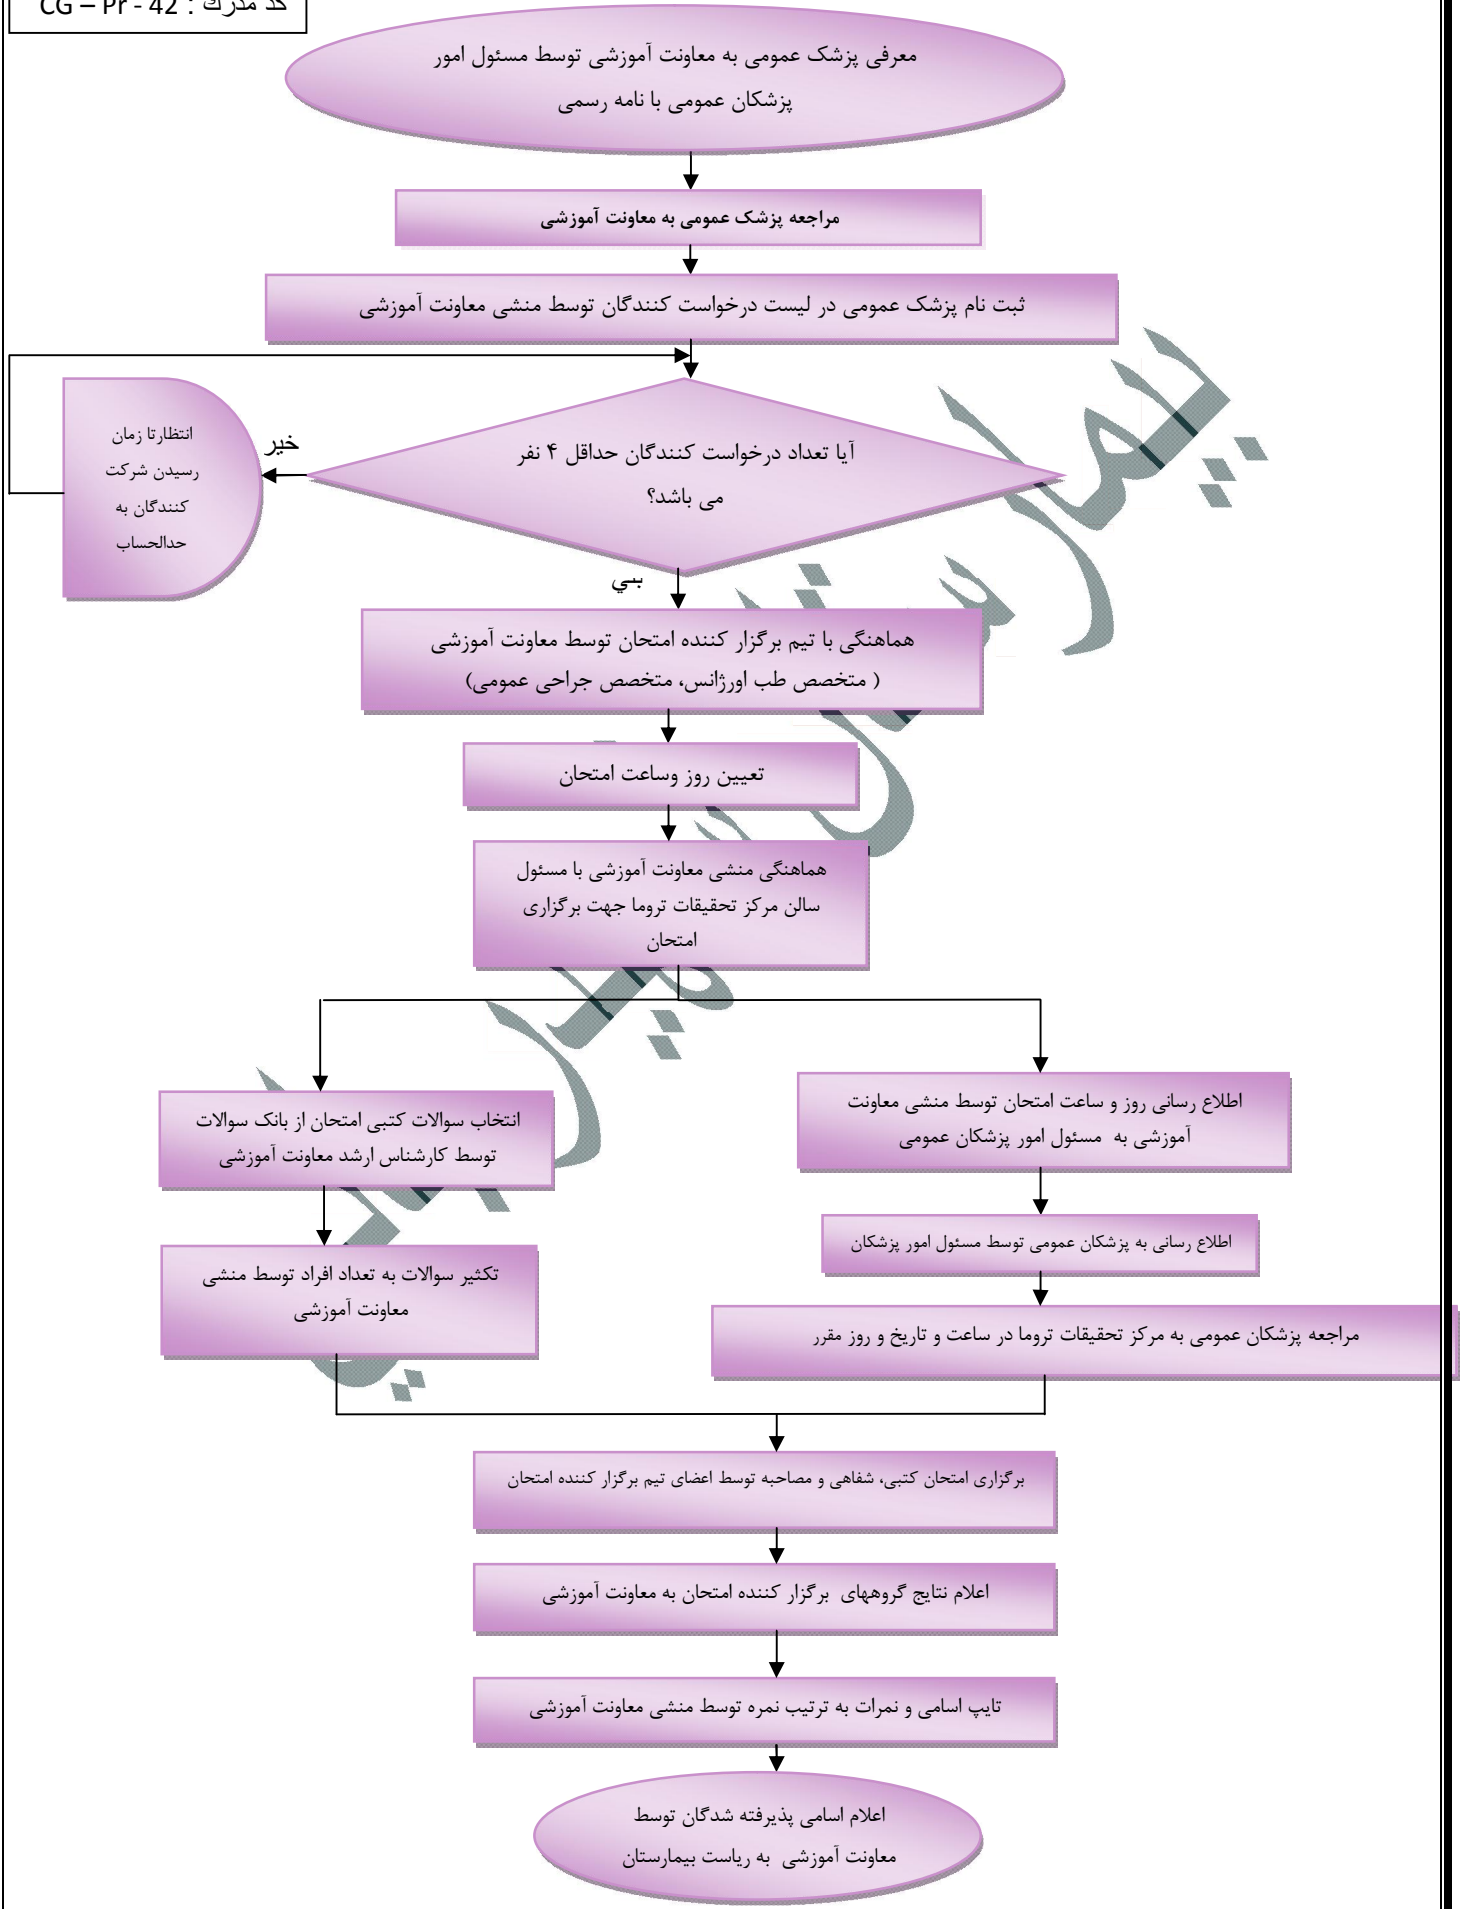 کد مدرک : CG – Pr - 42
معرفی پزشک عمومی به معاونت آموزشی توسط مسئول امور
پزشکان عمومی با نامه رسمی
مراجعه پزشک عمومی به معاونت آموزشی
ثبت نام پزشک عمومی در لیست درخواست کنندگان توسط منشی معاونت آموزشی
آیا تعداد درخواست کنندگان حداقل ۴ نفر
می باشد؟
خیر
انتظارتا زمان
رسیدن شرکت
کنندگان به
حدالحساب
بلي
هماهنگی با تیم برگزار کننده امتحان توسط معاونت آموزشی
( متخصص طب اورژانس، متخصص جراحی عمومی)
تعیین روز وساعت امتحان
هماهنگی منشی معاونت آموزشی با مسئول
سالن مرکز تحقیقات تروما جهت برگزاری
امتحان
اطلاع رسانی روز و ساعت امتحان توسط منشی معاونت
آموزشی به مسئول امور پزشکان عمومی
اطلاع رسانی به پزشکان عمومی توسط مسئول امور پزشکان
مراجعه پزشکان عمومی به مرکز تحقیقات تروما در ساعت و تاریخ و روز مقرر
انتخاب سوالات کتبی امتحان از بانک سوالات
توسط کارشناس ارشد معاونت آموزشی
تکثیر سوالات به تعداد افراد توسط منشی
معاونت آموزشی
برگزاری امتحان کتبی، شفاهی و مصاحبه توسط اعضای تیم برگزار کننده امتحان
اعلام نتایج گروههای برگزار کننده امتحان به معاونت آموزشی
تایپ اسامی و نمرات به ترتیب نمره توسط منشی معاونت آموزشی
اعلام اسامی پذیرفته شدگان توسط
معاونت آموزشی به ریاست بیمارستان